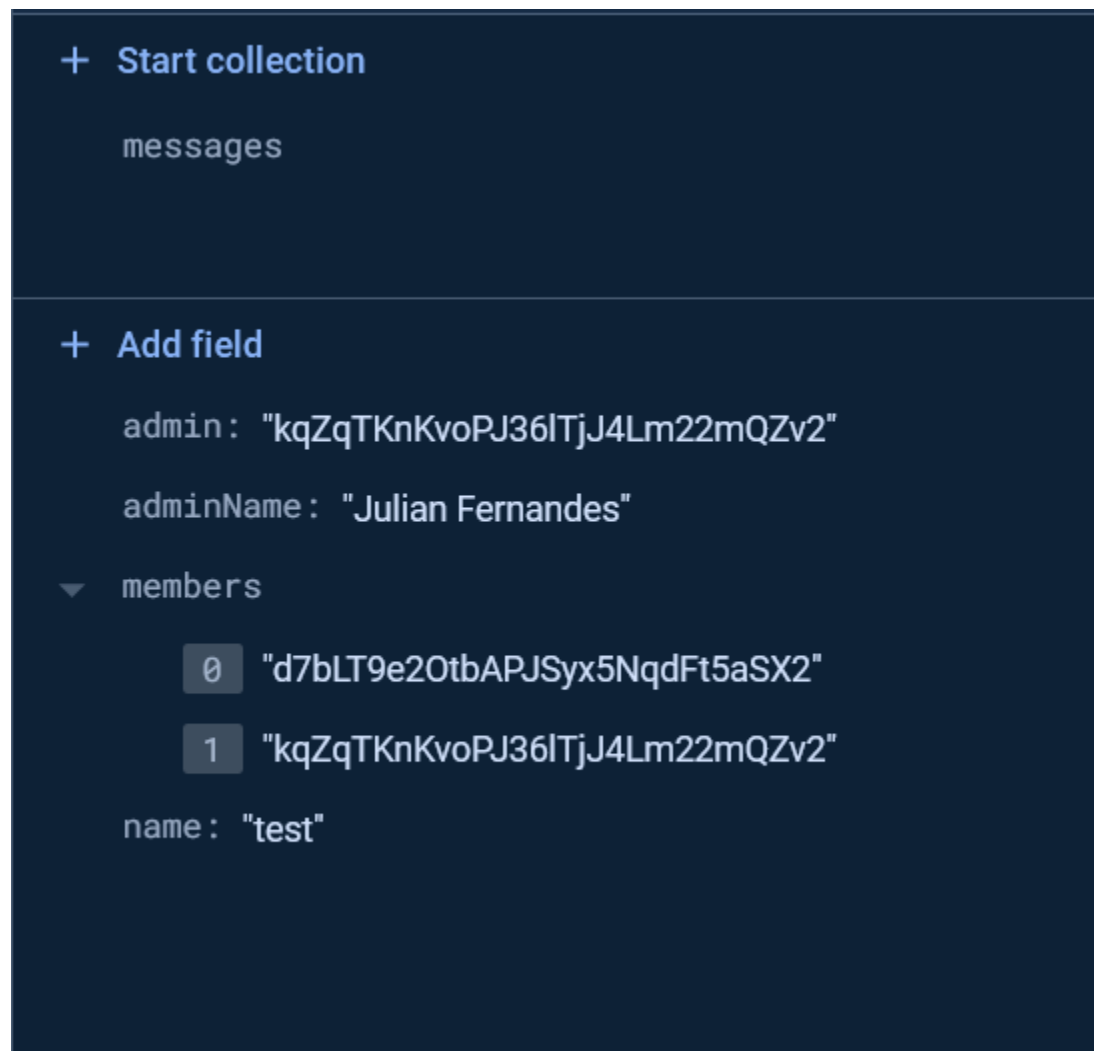 + Start collection
messages
+ Add field
admin: "kqZqTKnKvoPJ36lTjJ4Lm22mQZv2"
adminName: "Julian Fernandes"
members
0 "d7bLT9e2OtbAPJSyx5NqdFt5aSX2"
1 "kqZqTKnKvoPJ36lTjJ4Lm22mQZv2"
name: "test"